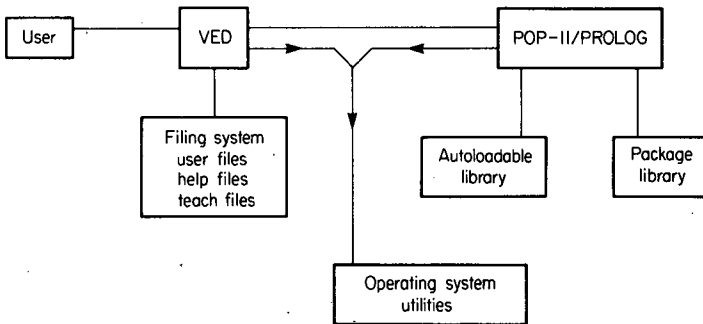 User
VED
POP-11/PROLOG
Filing system
user files
help files
teach files
Autoloadable
library
Package
library
Operating system
utilities